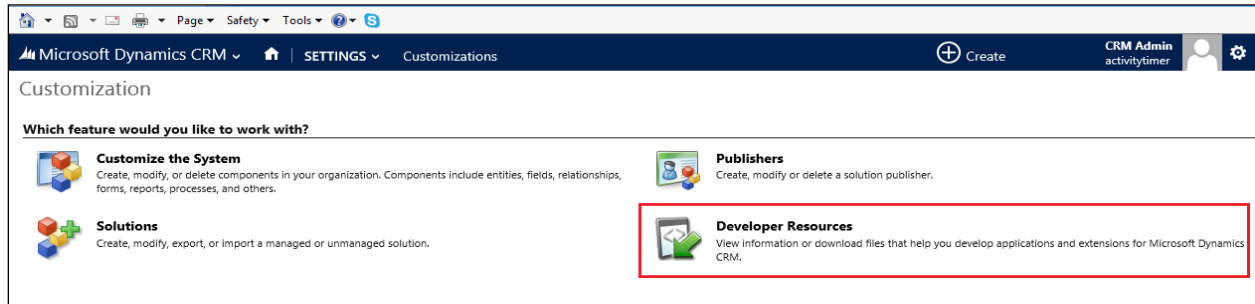 Page Safety Tools
Microsoft Dynamics CRM SETTINGS Customizations Create CRM Admin
activitytimer
Customization
Which feature would you like to work with?
Customize the System
Create, modify, or delete components in your organization. Components include entities, fields, relationships,
forms, reports, processes, and others.
Publishers
Create, modify or delete a solution publisher.
Solutions
Create, modify, export, or import a managed or unmanaged solution.
Developer Resources
View information or download files that help you develop applications and extensions for Microsoft Dynamics
CRM.